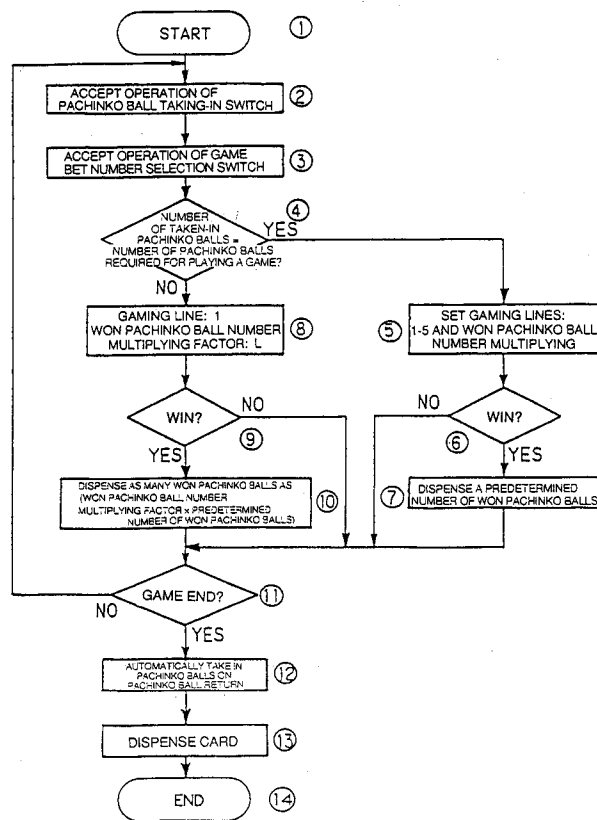 START
①
ACCEPT OPERATION OF
PACHINKO BALL TAKING-IN SWITCH
②
ACCEPT OPERATION OF GAME
BET NUMBER SELECTION SWITCH
③
④
NUMBER
OF TAKEN-IN
PACHINKO BALLS =
NUMBER OF PACHINKO BALLS
REQUIRED FOR PLAYING A GAME?
YES
NO
GAMING LINE: 1
WON PACHINKO BALL NUMBER
MULTIPLYING FACTOR: L
⑧
⑤
SET GAMING LINES:
1-5 AND WON PACHINKO BALL
NUMBER MULTIPLYING
WIN?
NO
YES
⑨
NO
WIN?
⑥
YES
DISPENSE AS MANY WON PACHINKO BALLS AS
(WON PACHINKO BALL NUMBER
MULTIPLYING FACTOR × PREDETERMINED
NUMBER OF WON PACHINKO BALLS)
⑩
⑦
DISPENSE A PREDETERMINED
NUMBER OF WON PACHINKO BALLS
GAME END?
⑪
NO
YES
AUTOMATICALLY TAKE IN
PACHINKO BALLS ON
PACHINKO BALL RETURN
⑫
DISPENSE CARD
⑬
END
⑭